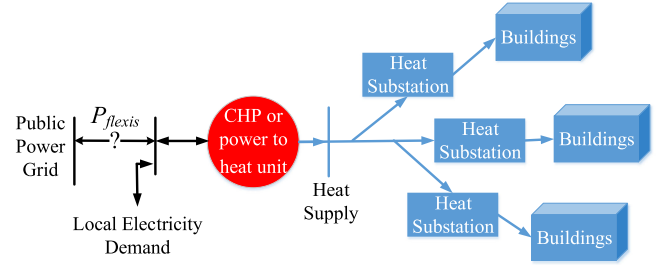 Public
Power
Grid
Pflexis
?
Local Electricity
Demand
CHP or
power to
heat unit
Heat
Supply
Heat
Substation
Buildings
Heat
Substation
Buildings
Heat
Substation
Buildings